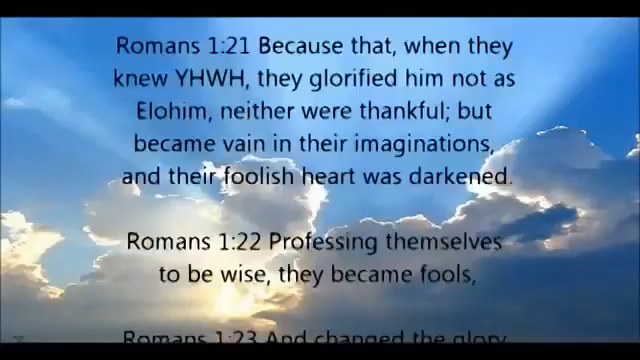 Romans 1:21 Because that, when they
knew YHWH, they glorified him not as
Elohim, neither were thankful; but
became vain in their imaginations,
and their foolish heart was darkened.
Romans 1:22 Professing themselves
to be wise, they became fools,
Romans 1:23 And changed the glory